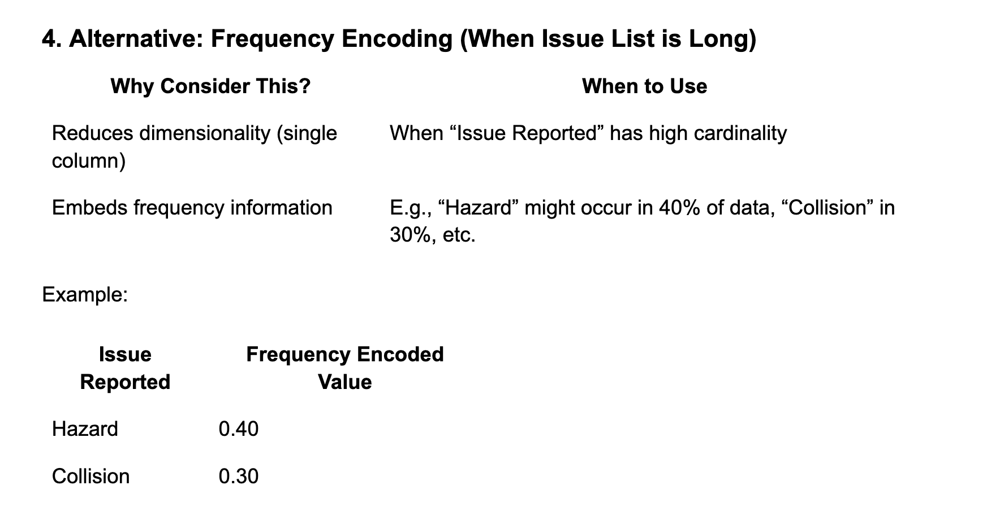 4. Alternative: Frequency Encoding (When Issue List is Long)
Why Consider This? When to Use
Reduces dimensionality (single When “Issue Reported” has high cardinality
column)
Embeds frequency information E.g., “Hazard” might occur in 40% of data, “Collision” in
30%, etc.
Example:
Issue Frequency Encoded
Reported Value
Hazard 0.40
Collision 0.30